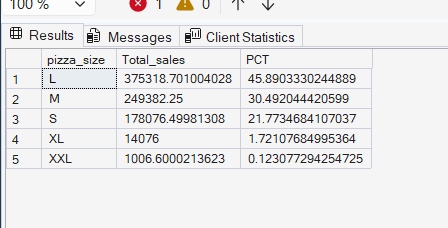 100 %
1
0
Results
Messages
Client Statistics
pizza_size Total_sales PCT
1 L 375318.701004028 45.8903330244889
2 M 249382.25 30.492044420599
3 S 178076.49981308 21.7734684107037
4 XL 14076 1.72107684995364
5 XXL 1006.6000213623 0.123077294254725